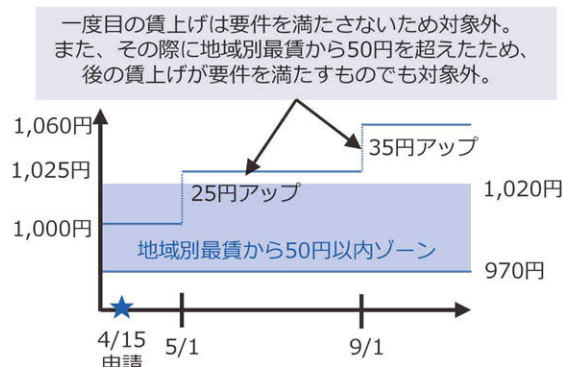 一度目の賃上げは要件を満たさないため対象外。
また、その際に地域別最賃から50円を超えたため、
後の賃上げが要件を満たすものでも対象外。
1,060円
35円アップ
1,025円
25円アップ
1,020円
1,000円
地域別最賃から50円以内ゾーン
970円
4/15
申請
5/1
9/1